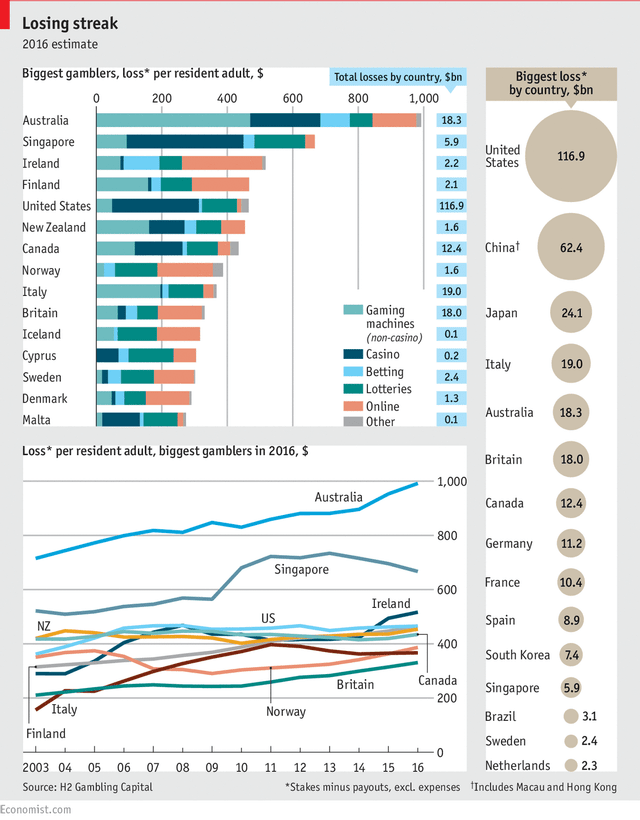 Losing streak
2016 estimate
Biggest gamblers, loss* per resident adult, $
Total losses by country, $bn
0 200 400 600 800 1,000
Australia 18.3
Singapore 5.9
Ireland 2.2
Finland 2.1
United States 116.9
New Zealand 1.6
Canada 12.4
Norway 1.6
Italy 19.0
Britain 18.0
Iceland 0.1
Cyprus 0.2
Sweden 2.4
Denmark 1.3
Malta 0.1
Gaming
machines
(non-casino)
Casino
Betting
Lotteries
Online
Other
Biggest loss*
by country, $bn
United
States
116.9
China† 62.4
Japan 24.1
Italy 19.0
Australia 18.3
Britain 18.0
Canada 12.4
Germany 11.2
France 10.4
Spain 8.9
South Korea 7.4
Singapore 5.9
Brazil 3.1
Sweden 2.4
Netherlands 2.3
Loss* per resident adult, biggest gamblers in 2016, $
1,000
800
600
400
200
0
Australia
Singapore
Ireland
US
NZ
Canada
Britain
Norway
Italy
Finland
2003 04 05 06 07 08 09 10 11 12 13 14 15 16
Source: H2 Gambling Capital
*Stakes minus payouts, excl. expenses
†Includes Macau and Hong Kong
Economist.com